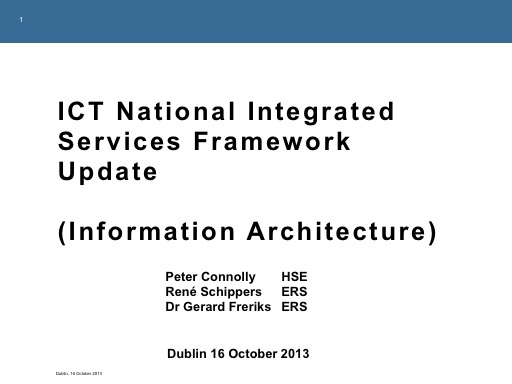 1
ICT National Integrated
Services Framework
Update
(Information Architecture)
Peter Connolly HSE
René Schippers ERS
Dr Gerard Freriks ERS
Dublin 16 October 2013
Dublin, 16 October 2013